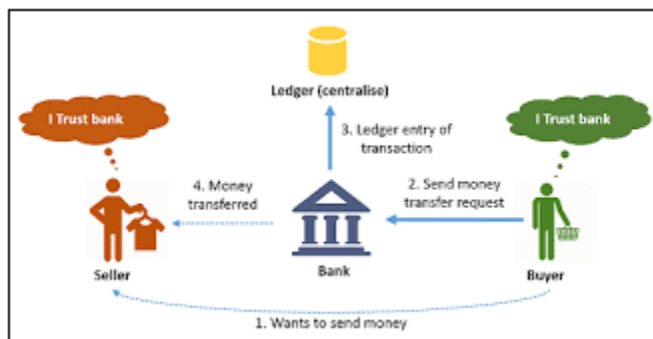 Ledger (centralise)
I Trust bank
I Trust bank
3. Ledger entry of
transaction
4. Money
transferred
2. Send money
transfer request
Seller
Bank
Buyer
1. Wants to send money